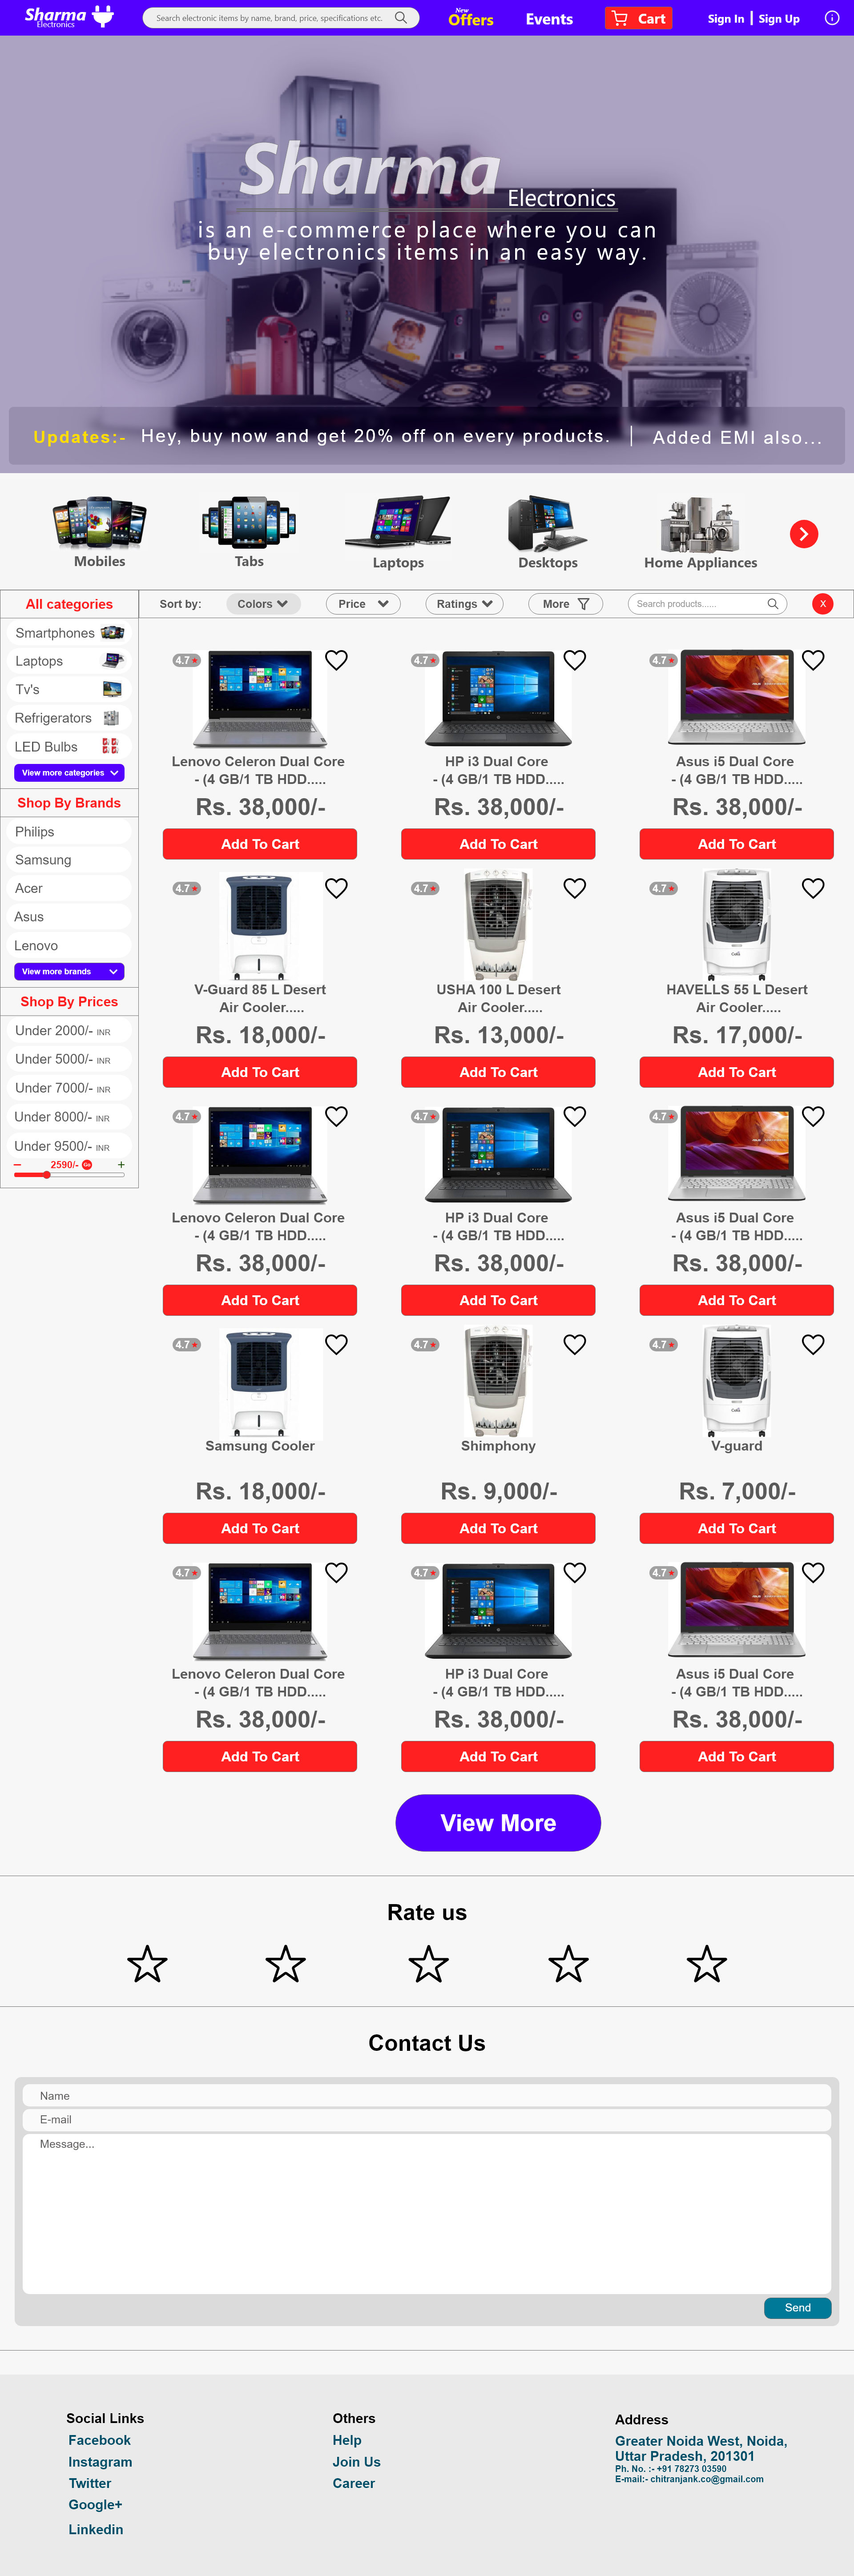 Sharma
Electronics
Search electronic items by name, brand, price, specifications etc.
New
Offers
Events
Cart
Sign In | Sign Up
Sharma
Electronics
is an e-commerce place where you can
buy electronics items in an easy way.
Updates:- Hey, buy now and get 20% off on every products. | Added EMI also...
Mobiles
Tabs
Laptops
Desktops
Home Appliances
All categories
Smartphones
Laptops
Tv's
Refrigerators
LED Bulbs
View more categories
Shop By Brands
Philips
Samsung
Acer
Asus
Lenovo
View more brands
Shop By Prices
Under 2000/- INR
Under 5000/- INR
Under 7000/- INR
Under 8000/- INR
Under 9500/- INR
− 2590/- Go +
Sort by:
Colors
Price
Ratings
More
Search products......
X
4.7
Lenovo Celeron Dual Core
- (4 GB/1 TB HDD.....
Rs. 38,000/-
Add To Cart
4.7
HP i3 Dual Core
- (4 GB/1 TB HDD.....
Rs. 38,000/-
Add To Cart
4.7
Asus i5 Dual Core
- (4 GB/1 TB HDD.....
Rs. 38,000/-
Add To Cart
4.7
V-Guard 85 L Desert
Air Cooler.....
Rs. 18,000/-
Add To Cart
4.7
USHA 100 L Desert
Air Cooler.....
Rs. 13,000/-
Add To Cart
4.7
HAVELLS 55 L Desert
Air Cooler.....
Rs. 17,000/-
Add To Cart
4.7
Lenovo Celeron Dual Core
- (4 GB/1 TB HDD.....
Rs. 38,000/-
Add To Cart
4.7
HP i3 Dual Core
- (4 GB/1 TB HDD.....
Rs. 38,000/-
Add To Cart
4.7
Asus i5 Dual Core
- (4 GB/1 TB HDD.....
Rs. 38,000/-
Add To Cart
4.7
Samsung Cooler
Rs. 18,000/-
Add To Cart
4.7
Shimphony
Rs. 9,000/-
Add To Cart
4.7
V-guard
Rs. 7,000/-
Add To Cart
4.7
Lenovo Celeron Dual Core
- (4 GB/1 TB HDD.....
Rs. 38,000/-
Add To Cart
4.7
HP i3 Dual Core
- (4 GB/1 TB HDD.....
Rs. 38,000/-
Add To Cart
4.7
Asus i5 Dual Core
- (4 GB/1 TB HDD.....
Rs. 38,000/-
Add To Cart
View More
Rate us
Contact Us
Name
E-mail
Message...
Send
Social Links
Facebook
Instagram
Twitter
Google+
Linkedin
Others
Help
Join Us
Career
Address
Greater Noida West, Noida,
Uttar Pradesh, 201301
Ph. No. :- +91 78273 03590
E-mail:- chitranjank.co@gmail.com